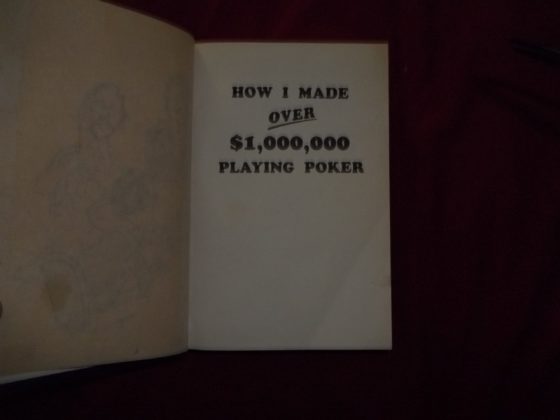 HOW I MADE
OVER
$1,000,000
PLAYING POKER